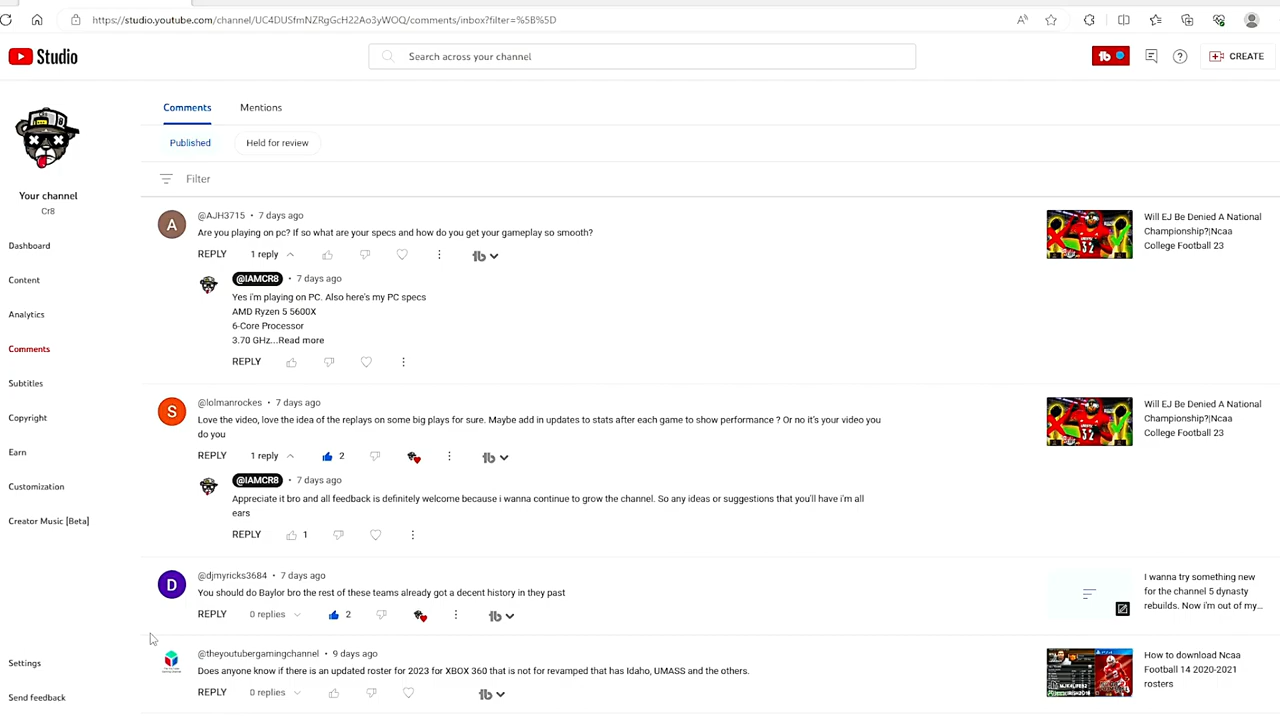 https://studio.youtube.com/channel/UC4DUSfmNZRgGcH22Ao3yWOQ/comments/inbox?filter=%5B%5D
Studio
Search across your channel
CREATE
Your channel
Cr8
Dashboard
Content
Analytics
Comments
Subtitles
Copyright
Earn
Customization
Creator Music [Beta]
Settings
Send feedback
Comments Mentions
Published Held for review
Filter
A
@AJH3715 • 7 days ago
Are you playing on pc? If so what are your specs and how do you get your gameplay so smooth?
REPLY 1 reply
@IAMCR8 • 7 days ago
Yes i'm playing on PC. Also here's my PC specs
AMD Ryzen 5 5600X
6-Core Processor
3.70 GHz...Read more
REPLY
Will EJ Be Denied A National
Championship?|Ncaa
College Football 23
S
@lolmanrockes • 7 days ago
Love the video, love the idea of the replays on some big plays for sure. Maybe add in updates to stats after each game to show performance ? Or no it's your video you
do you
REPLY 1 reply 2
@IAMCR8 • 7 days ago
Appreciate it bro and all feedback is definitely welcome because i wanna continue to grow the channel. So any ideas or suggestions that you'll have i'm all
ears
REPLY 1
Will EJ Be Denied A National
Championship?|Ncaa
College Football 23
D
@djmyricks3684 • 7 days ago
You should do Baylor bro the rest of these teams already got a decent history in they past
REPLY 0 replies 2
I wanna try something new
for the channel 5 dynasty
rebuilds. Now i'm out of my...
@theyoutubergamingchannel • 9 days ago
Does anyone know if there is an updated roster for 2023 for XBOX 360 that is not for revamped that has Idaho, UMASS and the others.
REPLY 0 replies
How to download Ncaa
Football 14 2020-2021
rosters